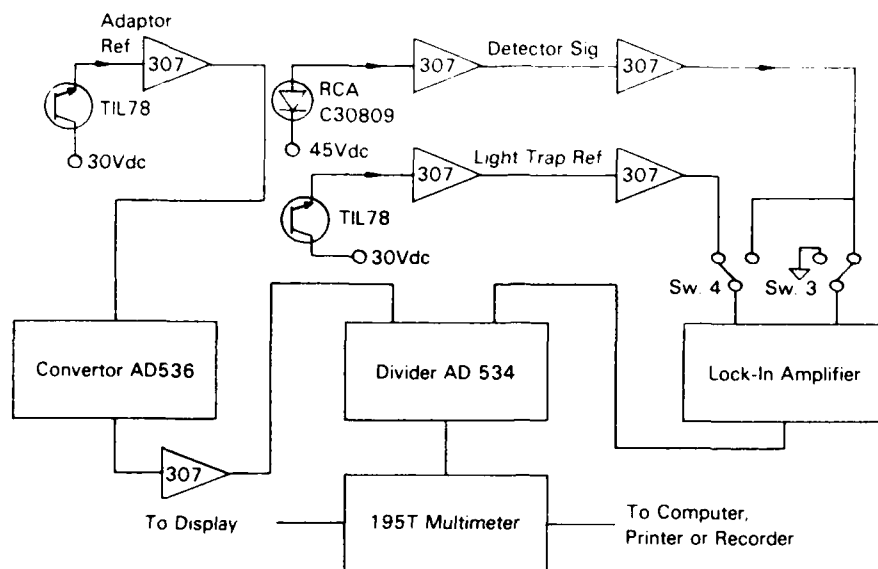 Adaptor
Ref
307
TIL78
30Vdc
RCA
C30809
45Vdc
307
Detector Sig
307
307
Light Trap Ref
307
TIL78
30Vdc
Sw. 4
Sw. 3
Convertor AD536
Divider AD 534
Lock-In Amplifier
307
To Display
195T Multimeter
To Computer,
Printer or Recorder